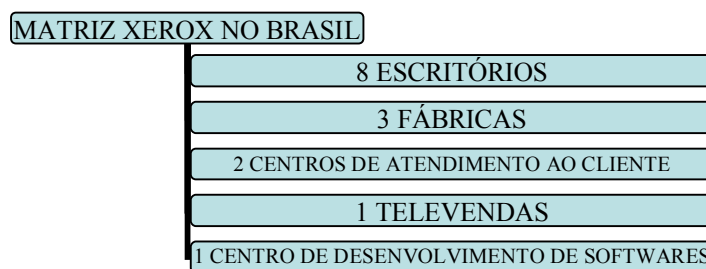 MATRIZ XEROX NO BRASIL
8 ESCRITÓRIOS
3 FÁBRICAS
2 CENTROS DE ATENDIMENTO AO CLIENTE
1 TELEVENDAS
1 CENTRO DE DESENVOLVIMENTO DE SOFTWARES